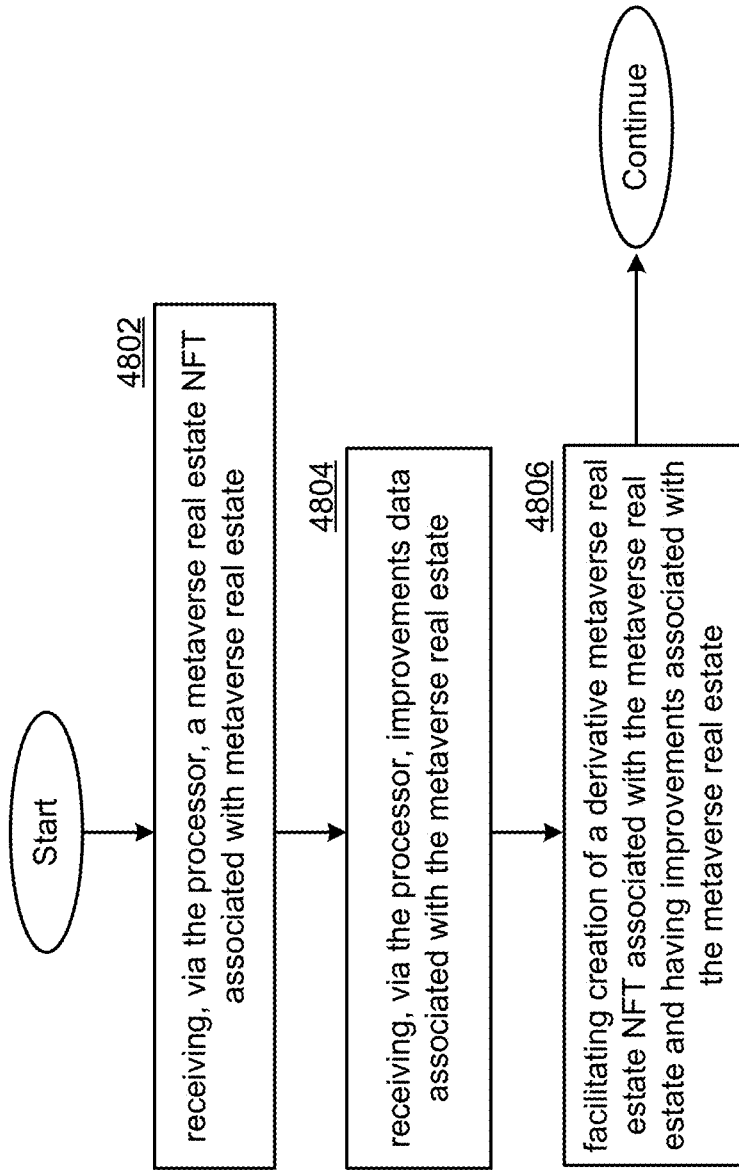 Start
4802
receiving, via the processor, a metaverse real estate NFT
associated with metaverse real estate
4804
receiving, via the processor, improvements data
associated with the metaverse real estate
4806
facilitating creation of a derivative metaverse real
estate NFT associated with the metaverse real
estate and having improvements associated with
the metaverse real estate
Continue